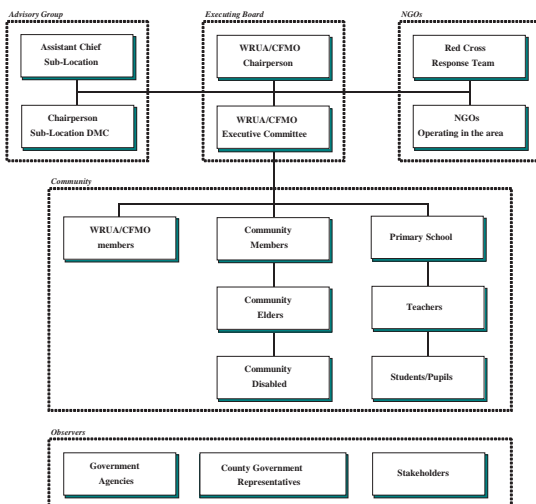 Advisory Group
Executing Board
NGOs
Assistant Chief
Sub-Location
WRUA/CFMO
Chairperson
Red Cross
Response Team
Chairperson
Sub-Location DMC
WRUA/CFMO
Executive Committee
NGOs
Operating in the area
Community
WRUA/CFMO
members
Community
Members
Primary School
Community
Elders
Teachers
Community
Disabled
Students/Pupils
Observers
Government
Agencies
County Government
Representatives
Stakeholders